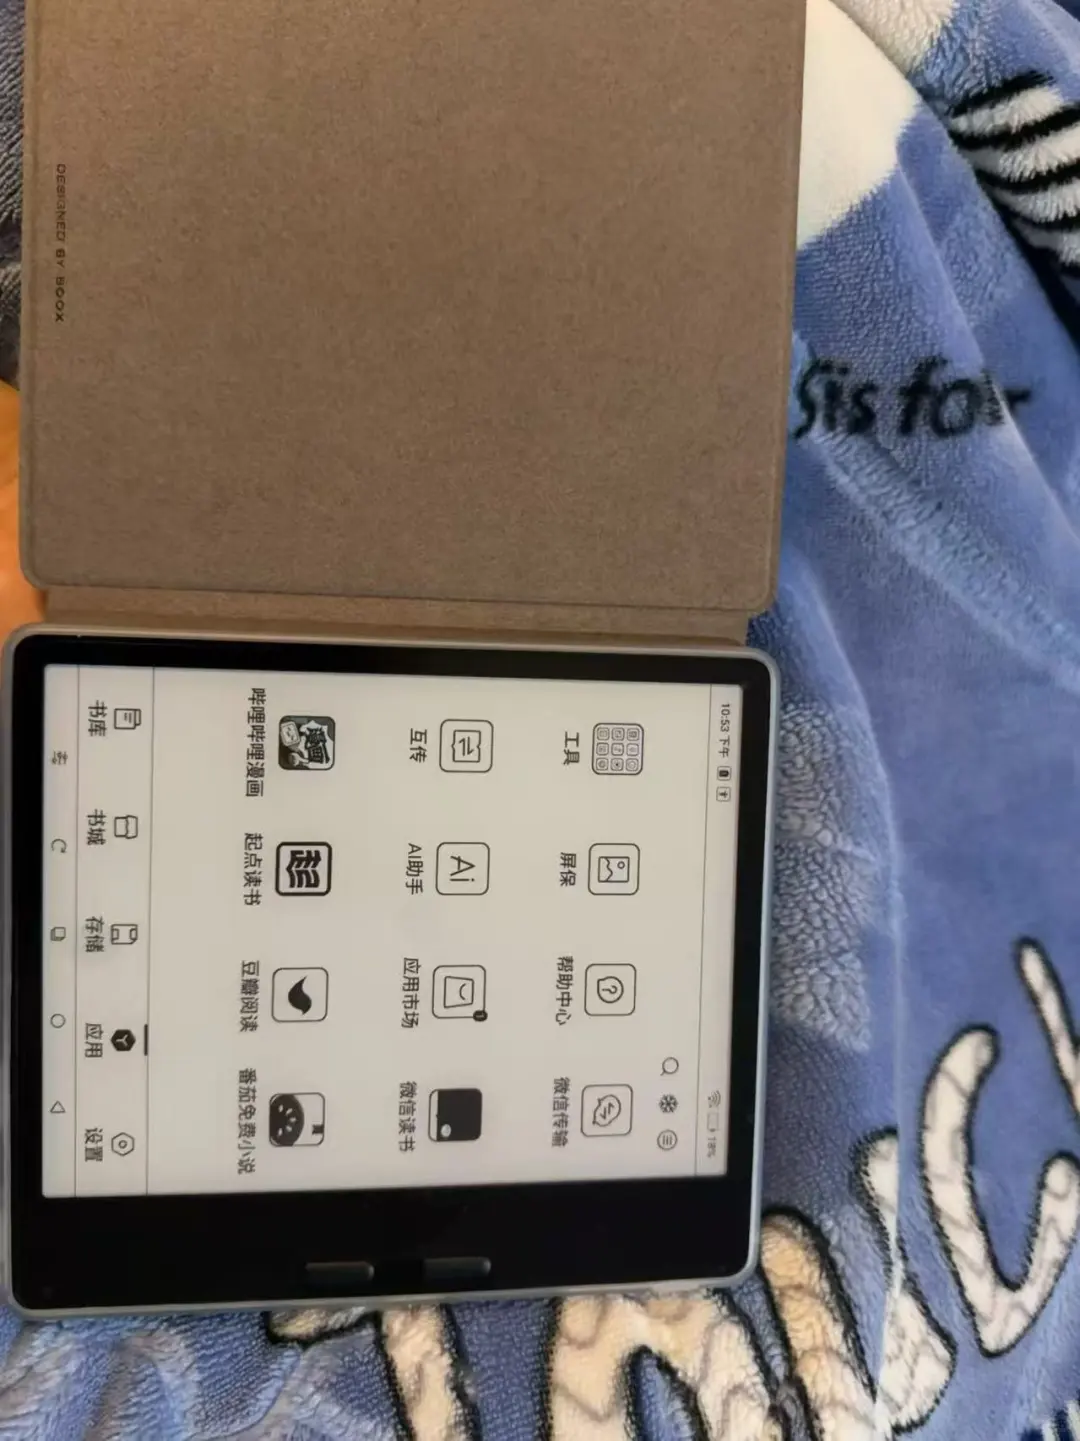 DESIGNED BY BOOX
S is for
10:53 下午
18%
工具
屏保
帮助中心
微信传输
互传
AI助手
Ai
应用市场
微信读书
哔哩哔哩漫画
起点读书
豆瓣阅读
番茄免费小说
书库
书城
存储
应用
设置